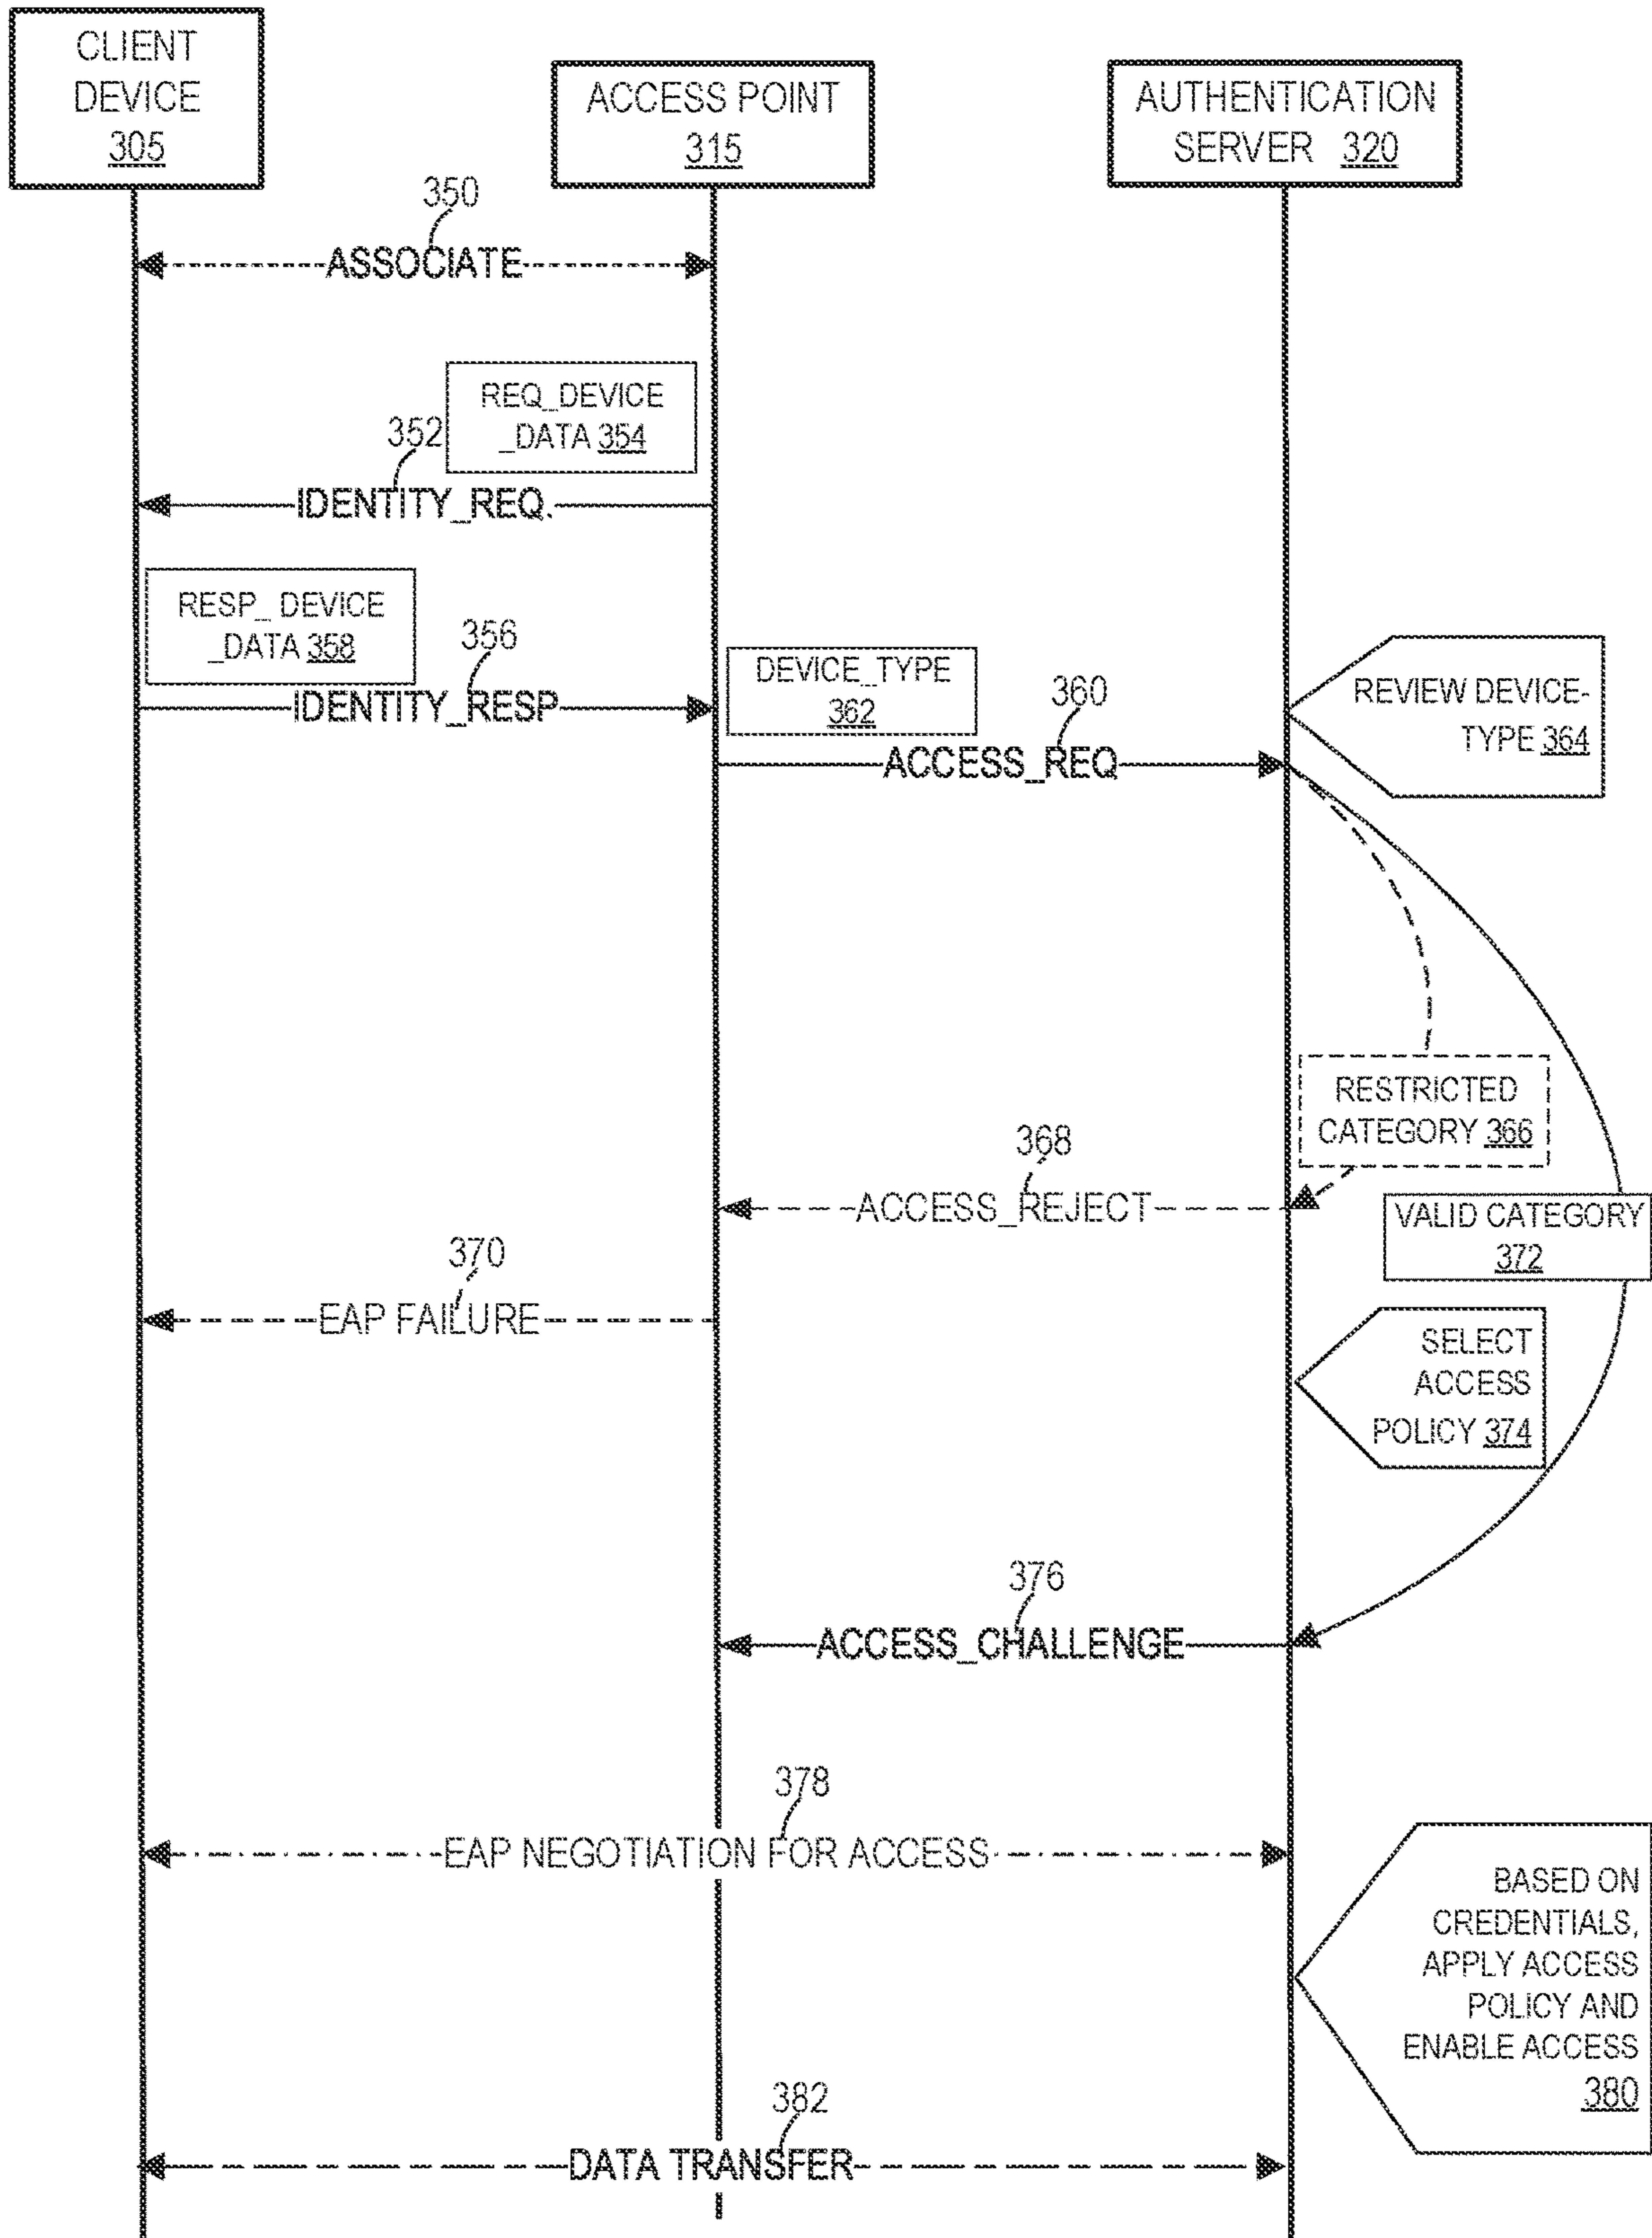 CLIENT
DEVICE
305
ACCESS POINT
315
AUTHENTICATION
SERVER 320
350
ASSOCIATE
REQ_DEVICE
_DATA 354
352
IDENTITY_REQ.
RESP_ DEVICE
_DATA 358
356
IDENTITY_RESP
DEVICE_TYPE
362
360
ACCESS_REQ
REVIEW DEVICE-
TYPE 364
RESTRICTED
CATEGORY 366
368
ACCESS_REJECT
VALID CATEGORY
372
370
EAP FAILURE
SELECT
ACCESS
POLICY 374
376
ACCESS_CHALLENGE
378
EAP NEGOTIATION FOR ACCESS
BASED ON
CREDENTIALS,
APPLY ACCESS
POLICY AND
ENABLE ACCESS
380
382
DATA TRANSFER